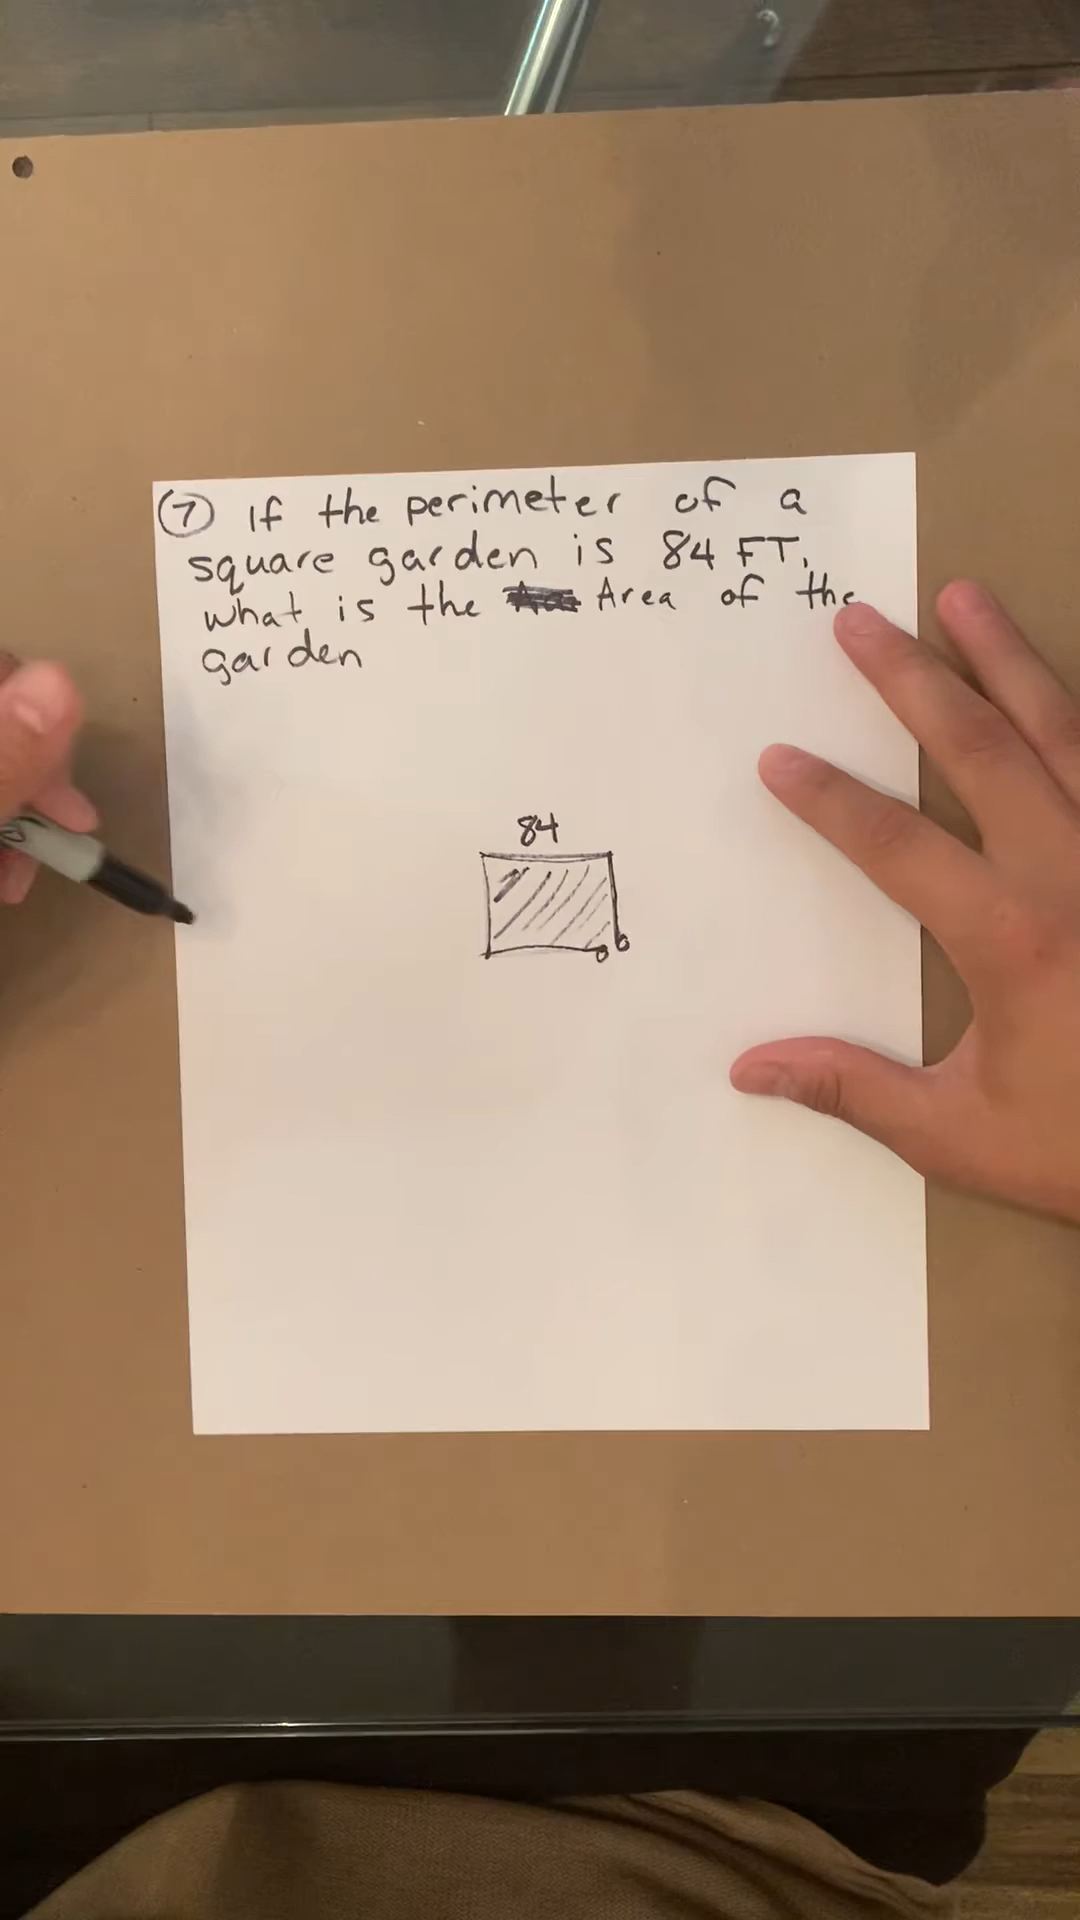 7 If the perimeter of a
square garden is 84 FT,
what is the Area of the
garden
84